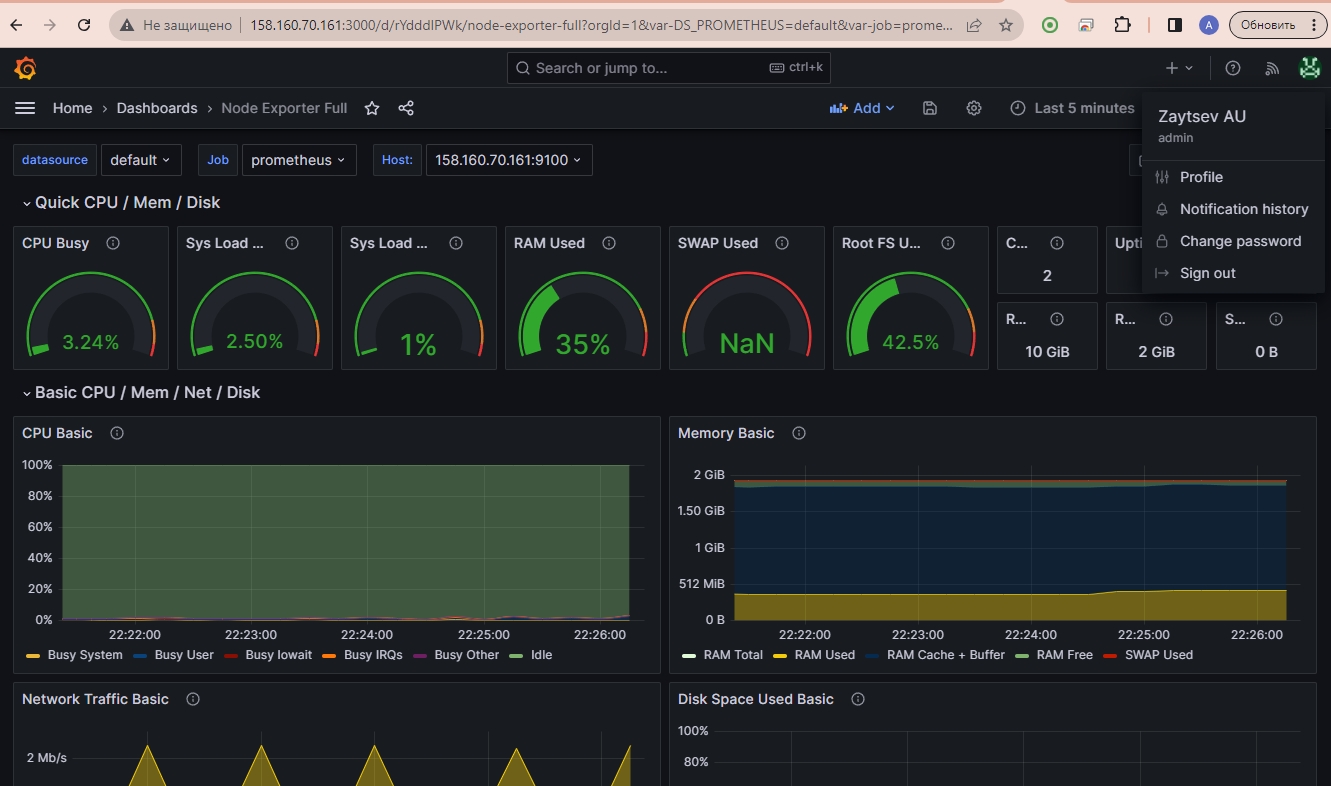 Не защищено 158.160.70.161:3000/d/rYdddlPWk/node-exporter-full?orgId=1&var-DS_PROMETHEUS=default&var-job=prome... A Обновить
Search or jump to... ctrl+k
Home › Dashboards › Node Exporter Full Add Last 5 minutes
Zaytsev AU
admin
Profile
Notification history
Change password
Sign out
datasource default Job prometheus Host: 158.160.70.161:9100
Quick CPU / Mem / Disk
CPU Busy Sys Load ... Sys Load ... RAM Used SWAP Used Root FS U... C... Upti
2
3.24% 2.50% 1% 35% NaN 42.5%
R... R... S...
10 GiB 2 GiB 0 B
Basic CPU / Mem / Net / Disk
CPU Basic
100%
80%
60%
40%
20%
0%
22:22:00 22:23:00 22:24:00 22:25:00 22:26:00
Busy System Busy User Busy Iowait Busy IRQs Busy Other Idle
Memory Basic
2 GiB
1.50 GiB
1 GiB
512 MiB
0 B
22:22:00 22:23:00 22:24:00 22:25:00 22:26:00
RAM Total RAM Used RAM Cache + Buffer RAM Free SWAP Used
Network Traffic Basic
2 Mb/s
Disk Space Used Basic
100%
80%